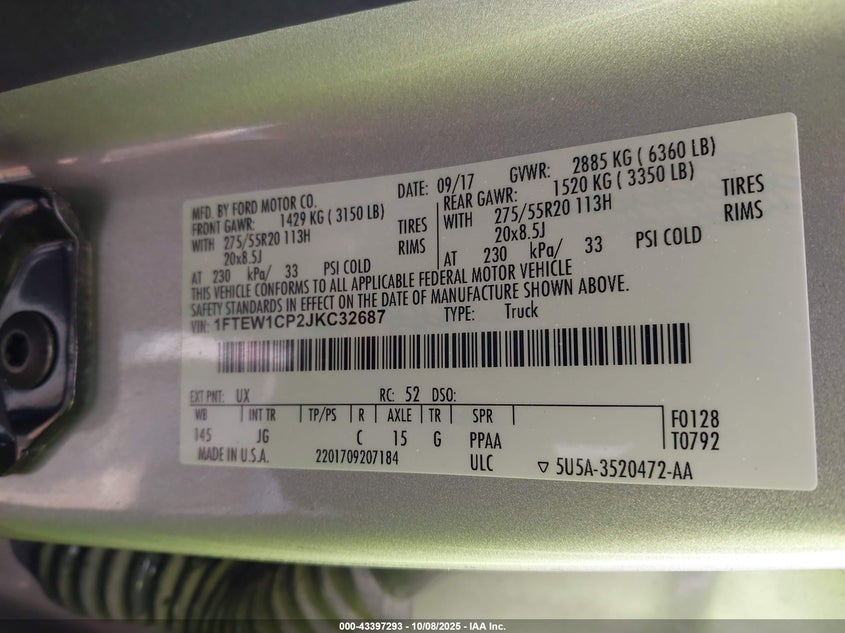 MFD. BY FORD MOTOR CO.
DATE: 09/17 GVWR: 2885 KG ( 6360 LB)
FRONT GAWR: 1429 KG ( 3150 LB) REAR GAWR: 1520 KG ( 3350 LB)
WITH 275/55R20 113H TIRES WITH 275/55R20 113H TIRES
20x8.5J RIMS 20x8.5J RIMS
AT 230 kPa/ 33 PSI COLD AT 230 kPa/ 33 PSI COLD
THIS VEHICLE CONFORMS TO ALL APPLICABLE FEDERAL MOTOR VEHICLE
SAFETY STANDARDS IN EFFECT ON THE DATE OF MANUFACTURE SHOWN ABOVE.
VIN: 1FTEW1CP2JKC32687 TYPE: Truck
EXT PNT: UX RC: 52 DSO:
WB INT TR TP/PS R AXLE TR SPR F0128
145 JG C 15 G PPAA T0792
MADE IN U.S.A. 2201709207184 ULC ▽ 5U5A-3520472-AA
000-43397293 - 10/08/2025 - IAA Inc.